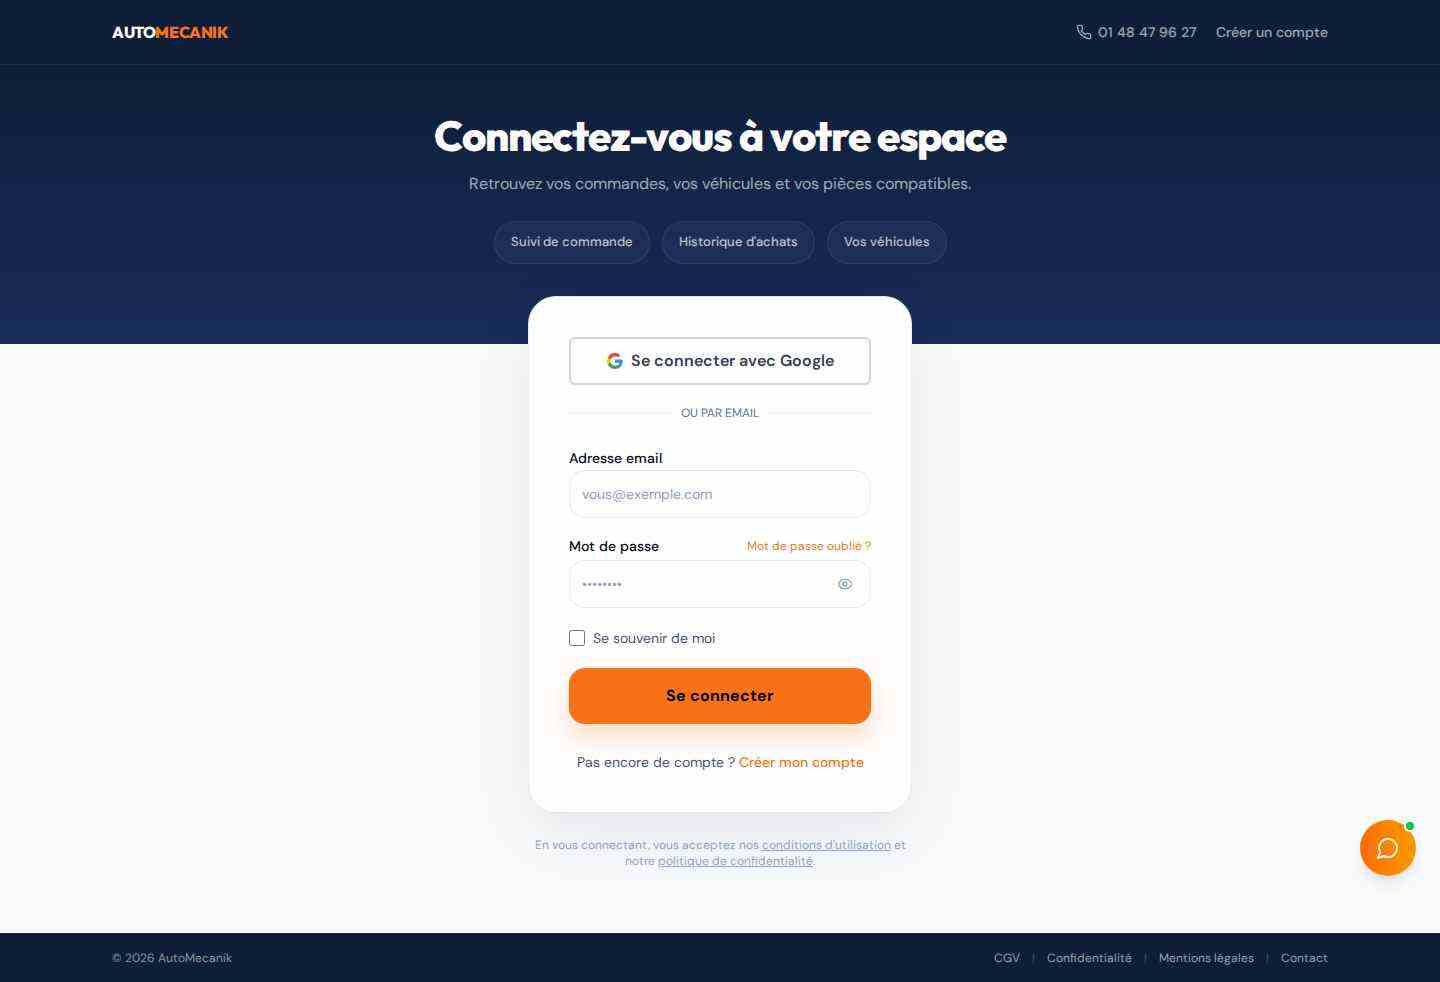 AUTOMECANIK
01 48 47 96 27
Créer un compte
Connectez-vous à votre espace
Retrouvez vos commandes, vos véhicules et vos pièces compatibles.
Suivi de commande
Historique d'achats
Vos véhicules
Se connecter avec Google
OU PAR EMAIL
Adresse email
vous@exemple.com
Mot de passe
Mot de passe oublié ?
••••••••
Se souvenir de moi
Se connecter
Pas encore de compte ? Créer mon compte
En vous connectant, vous acceptez nos conditions d'utilisation et
notre politique de confidentialité.
© 2026 AutoMecanik
CGV | Confidentialité | Mentions légales | Contact